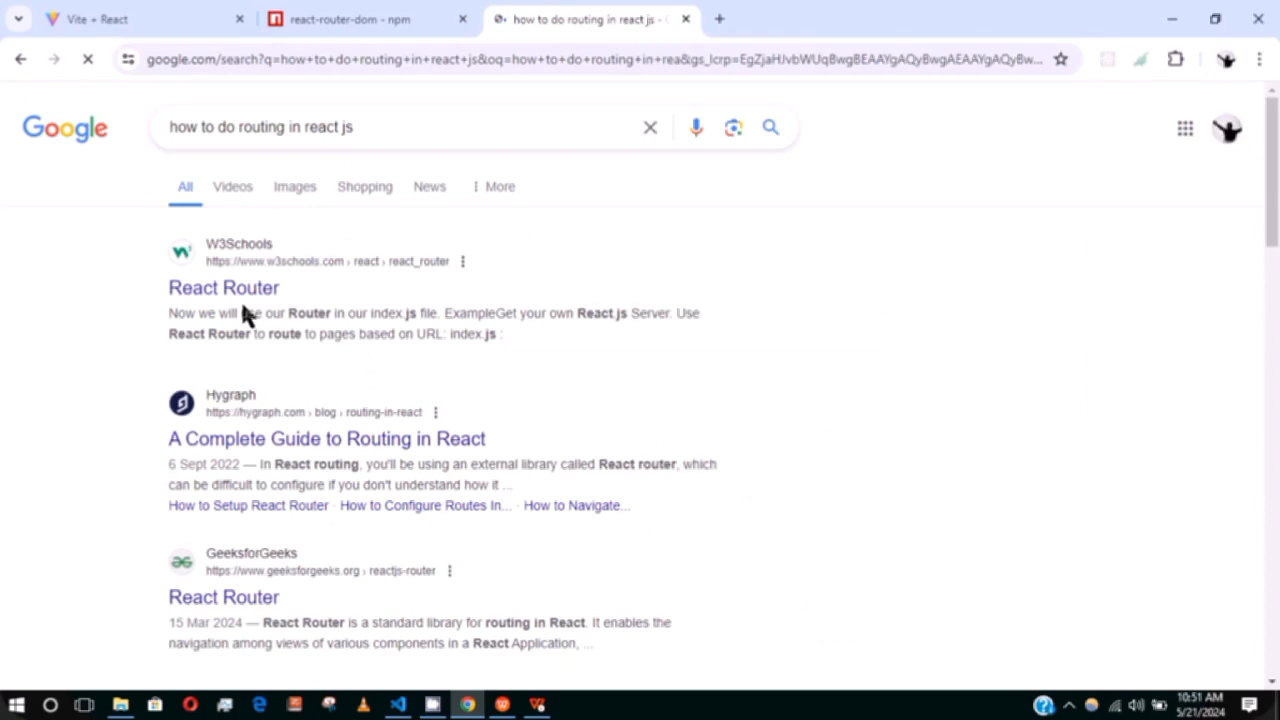 Vite + React
react-router-dom - npm
how to do routing in react js - G
google.com/search?q=how+to+do+routing+in+react+js&oq=how+to+do+routing+in+rea&gs_lcrp=EgZjaHJvbWUqBwgBEAAYgAQyBwgAEAAYgAQyBw...
Google
how to do routing in react js
All
Videos
Images
Shopping
News
More
W3Schools
https://www.w3schools.com › react › react_router
React Router
Now we will use our Router in our index.js file. ExampleGet your own React.js Server. Use
React Router to route to pages based on URL: index.js :
Hygraph
https://hygraph.com › blog › routing-in-react
A Complete Guide to Routing in React
6 Sept 2022 — In React routing, you'll be using an external library called React router, which
can be difficult to configure if you don't understand how it ...
How to Setup React Router · How to Configure Routes In... · How to Navigate...
GeeksforGeeks
https://www.geeksforgeeks.org › reactjs-router
React Router
15 Mar 2024 — React Router is a standard library for routing in React. It enables the
navigation among views of various components in a React Application, ...
10:51 AM
5/21/2024